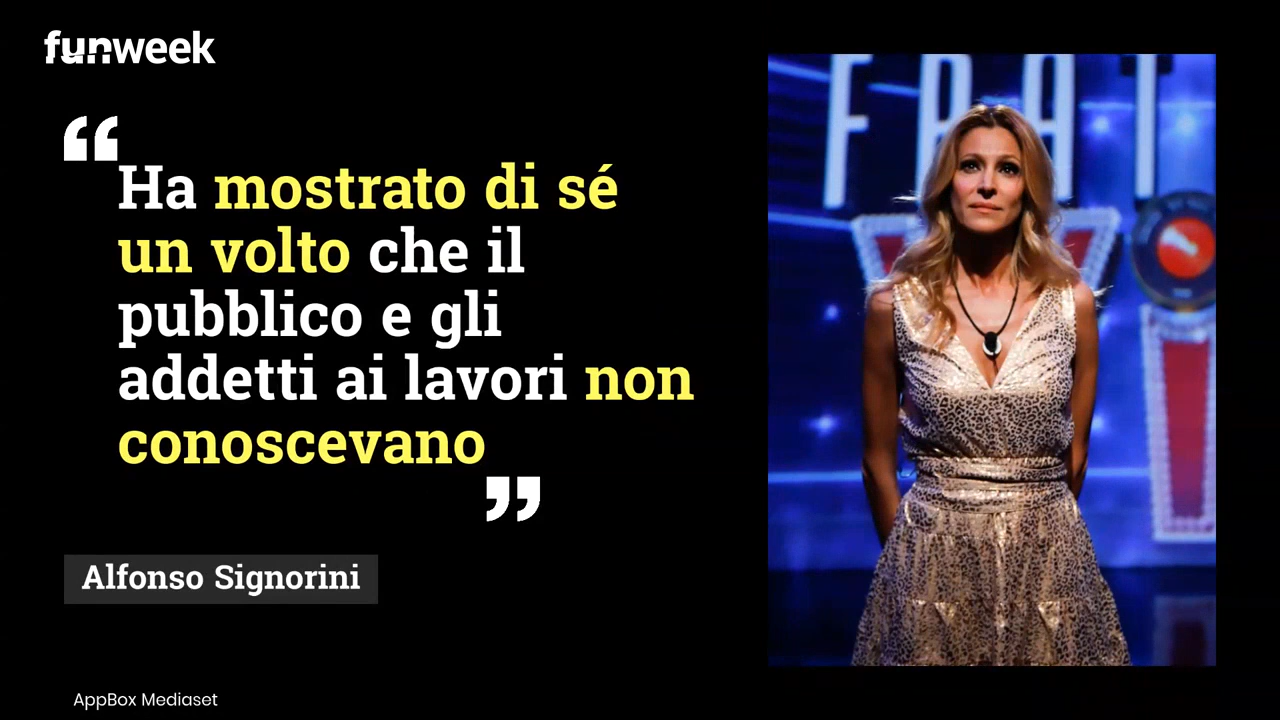 funweek
“
Ha mostrato di sé
un volto che il
pubblico e gli
addetti ai lavori non
conoscevano
”
Alfonso Signorini
AppBox Mediaset
FRAT